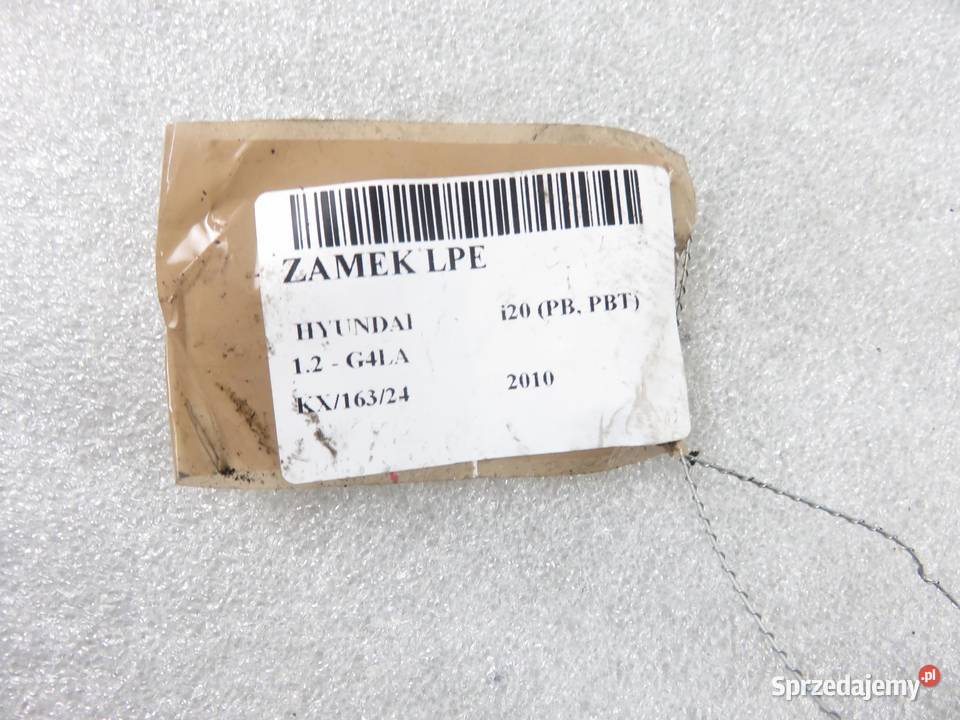 ZAMEK LPE
HYUNDAI i20 (PB, PBT)
1.2 - G4LA
KX/163/24 2010
Sprzedajemy.pl